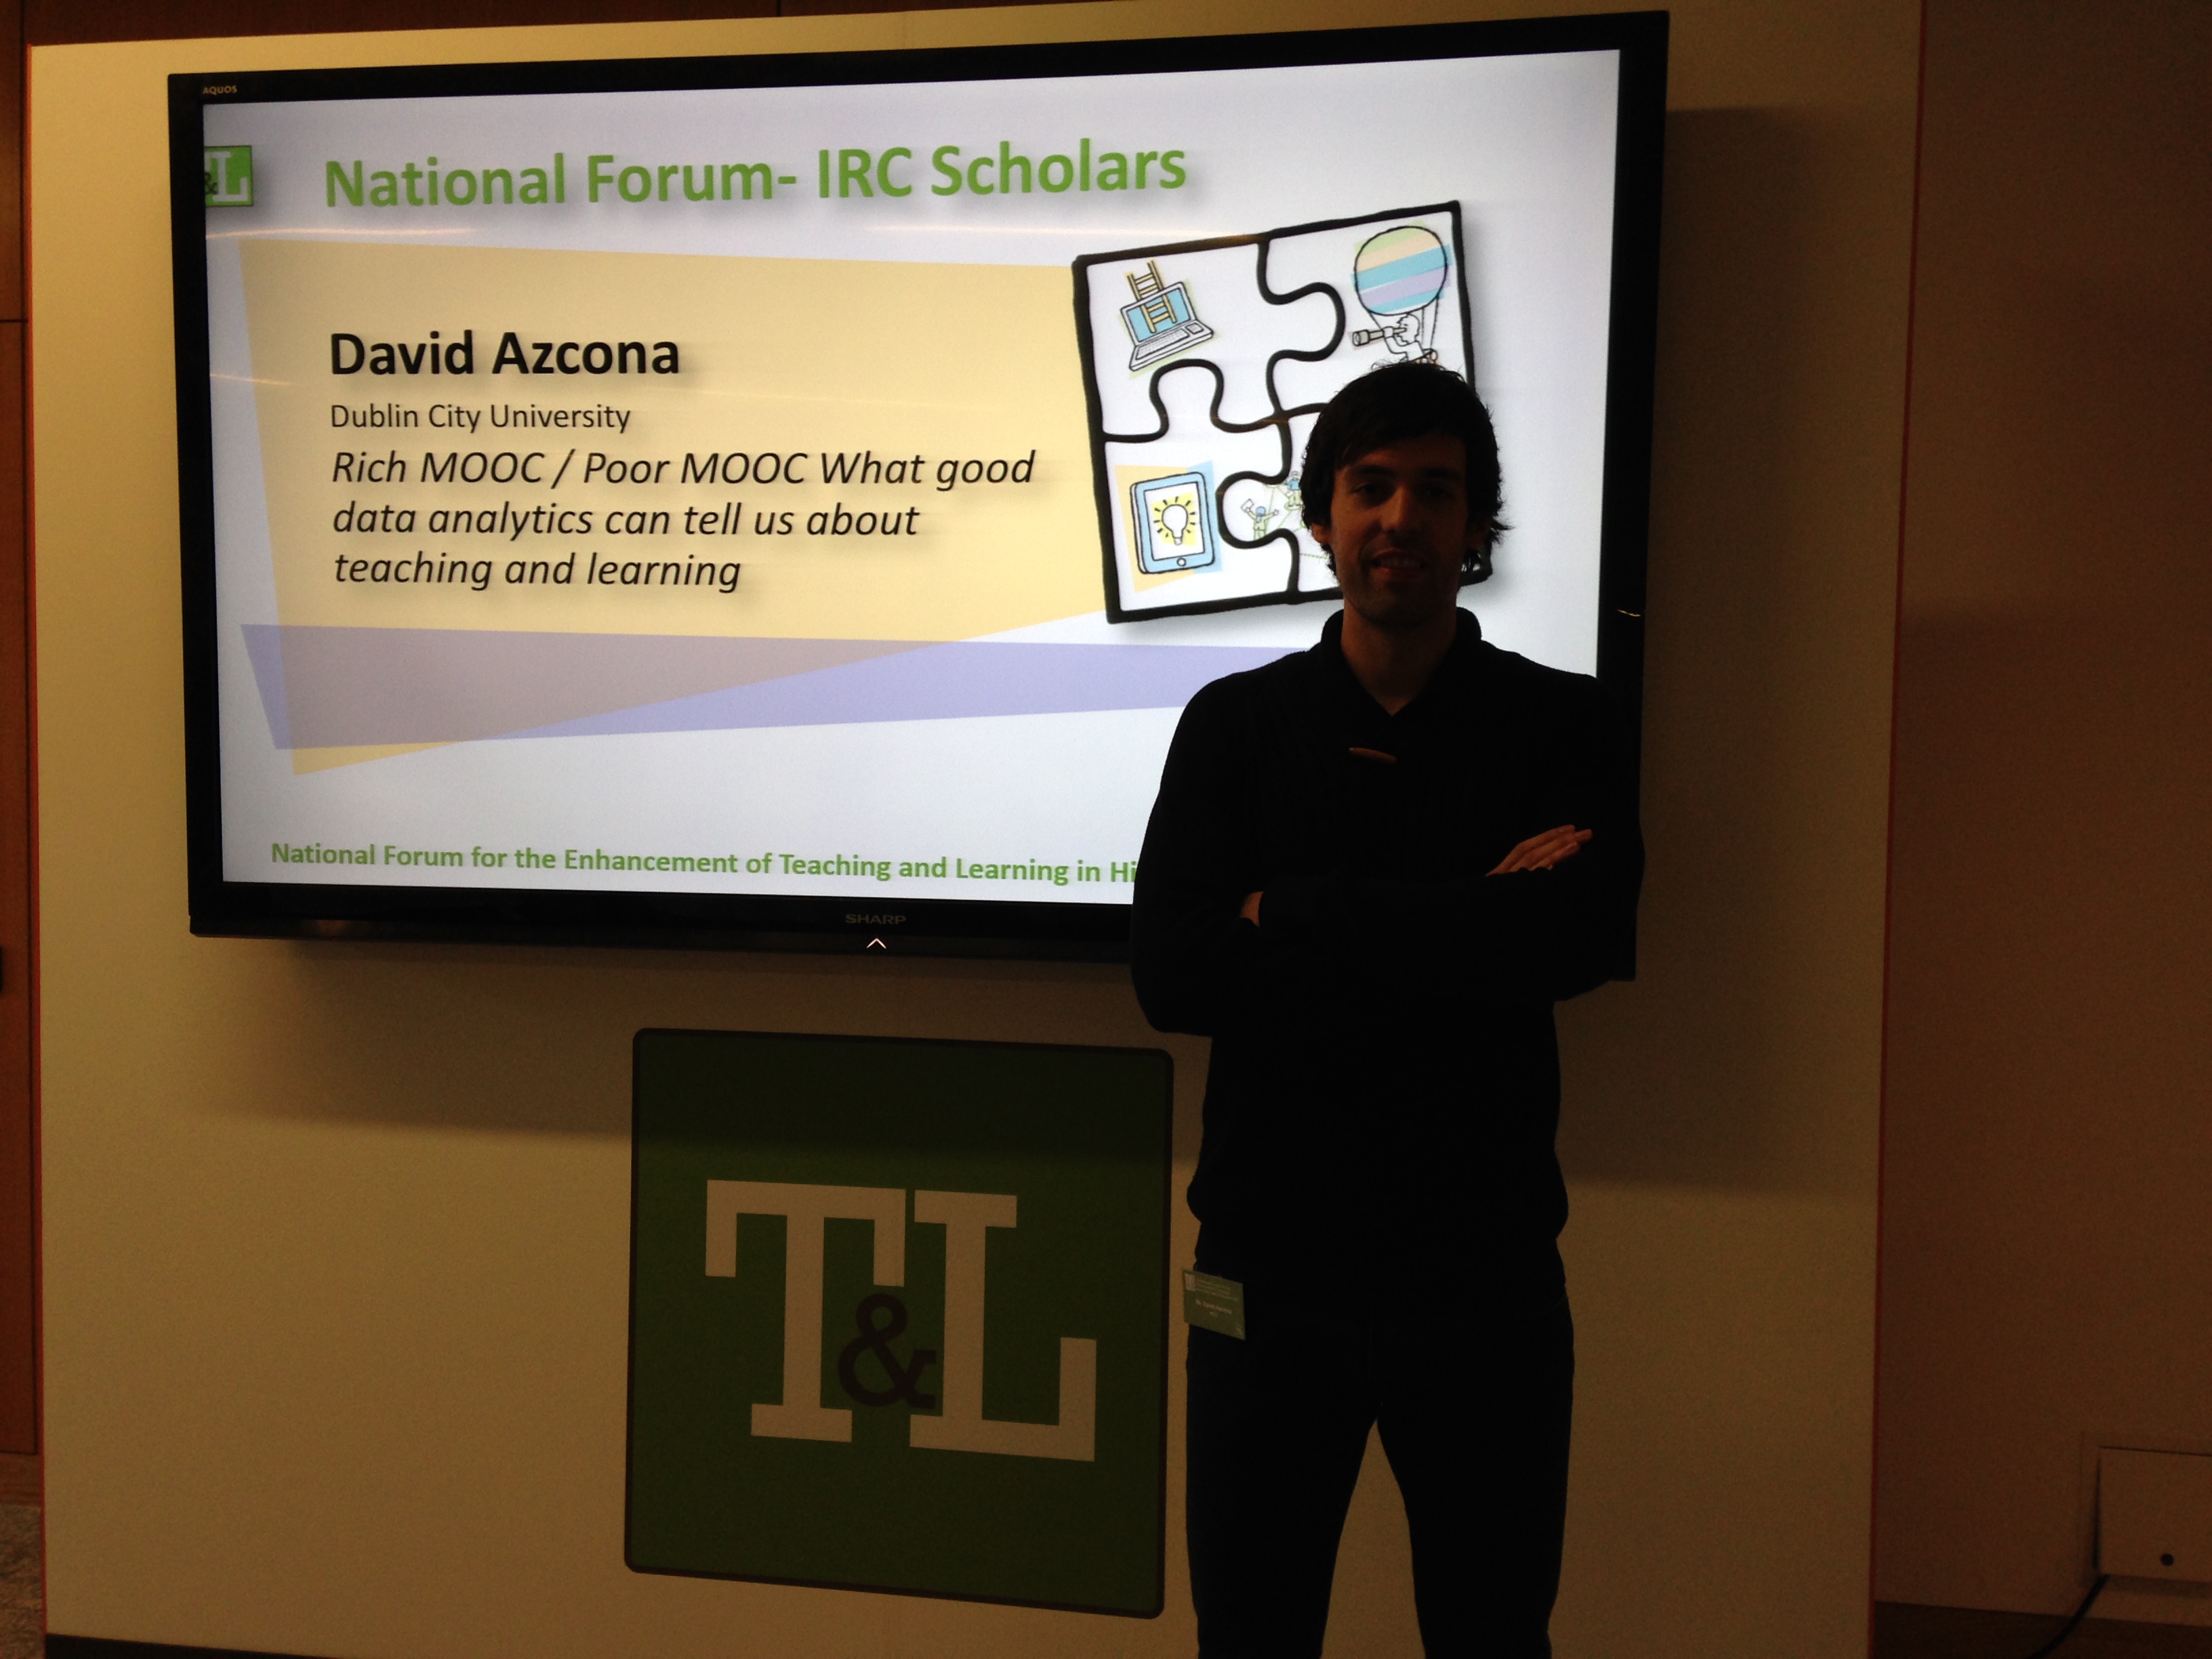 AQUOS
&L
National Forum- IRC Scholars
David Azcona
Dublin City University
Rich MOOC / Poor MOOC What good
data analytics can tell us about
teaching and learning
National Forum for the Enhancement of Teaching and Learning in Hi
SHARP
T&L